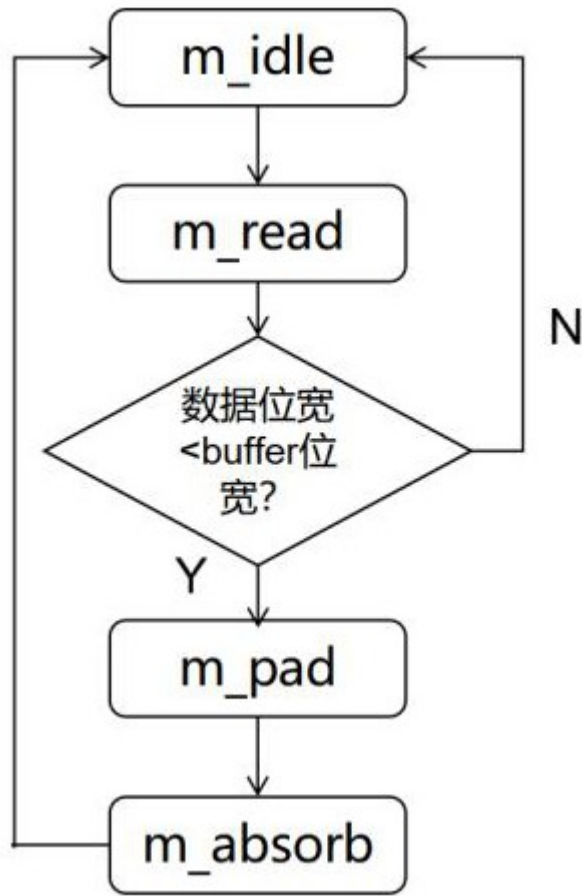 m_idle
m_read
数据位宽
<buffer位
宽?
N
Y
m_pad
m_absorb